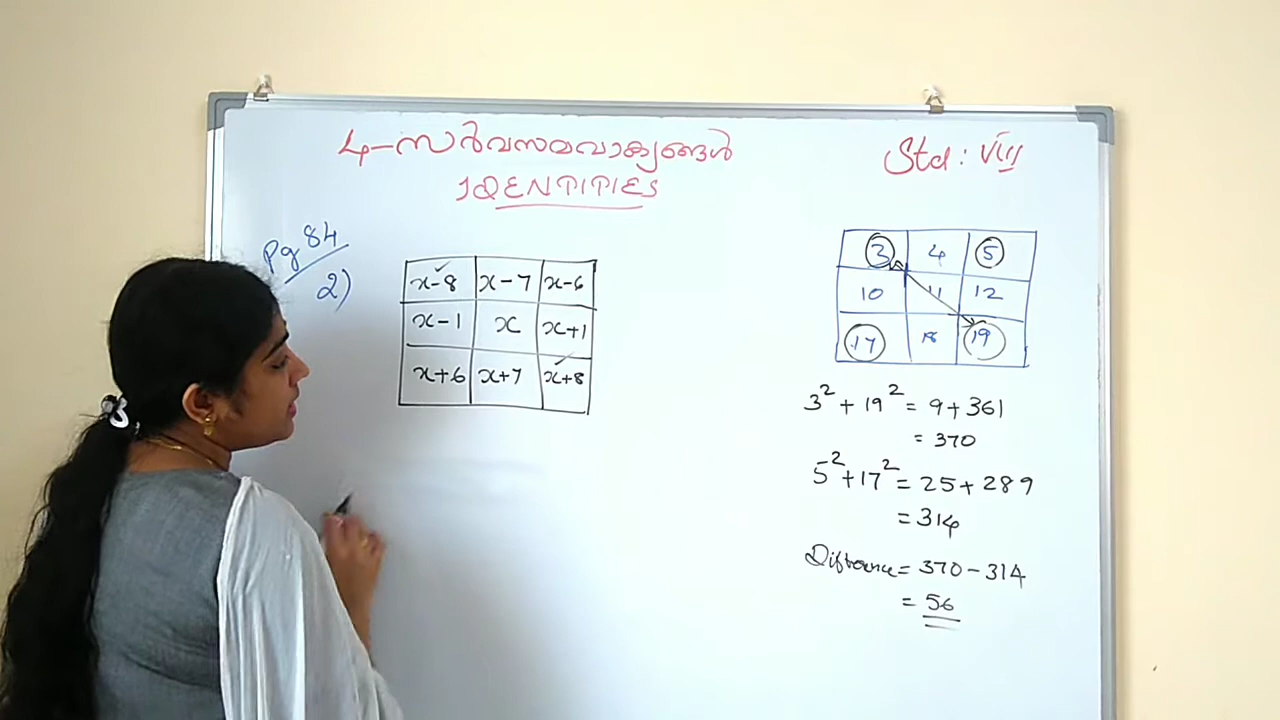 4-സർവസമവാക്യങ്ങൾ
IDENTITIES
Std: VIII
Pg 84
2)
x-8 x-7 x-6
x-1 x x+1
x+6 x+7 x+8
3 4 5
10 11 12
17 18 19
3² + 19² = 9+361
= 370
5² + 17² = 25+289
= 314
Difference = 370-314
= 56